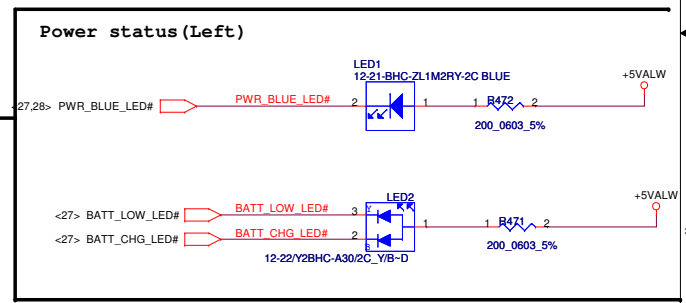 Power status(Left)
LED1
12-21-BHC-ZL1M2RY-2C BLUE
+5VALW
<27,28> PWR_BLUE_LED#
PWR_BLUE_LED#
2
1
1
R472
2
200_0603_5%
+5VALW
LED2
<27> BATT_LOW_LED#
BATT_LOW_LED#
3
Y
1
1
R471
2
<27> BATT_CHG_LED#
BATT_CHG_LED#
2
B
200_0603_5%
12-22/Y2BHC-A30/2C_Y/B~D